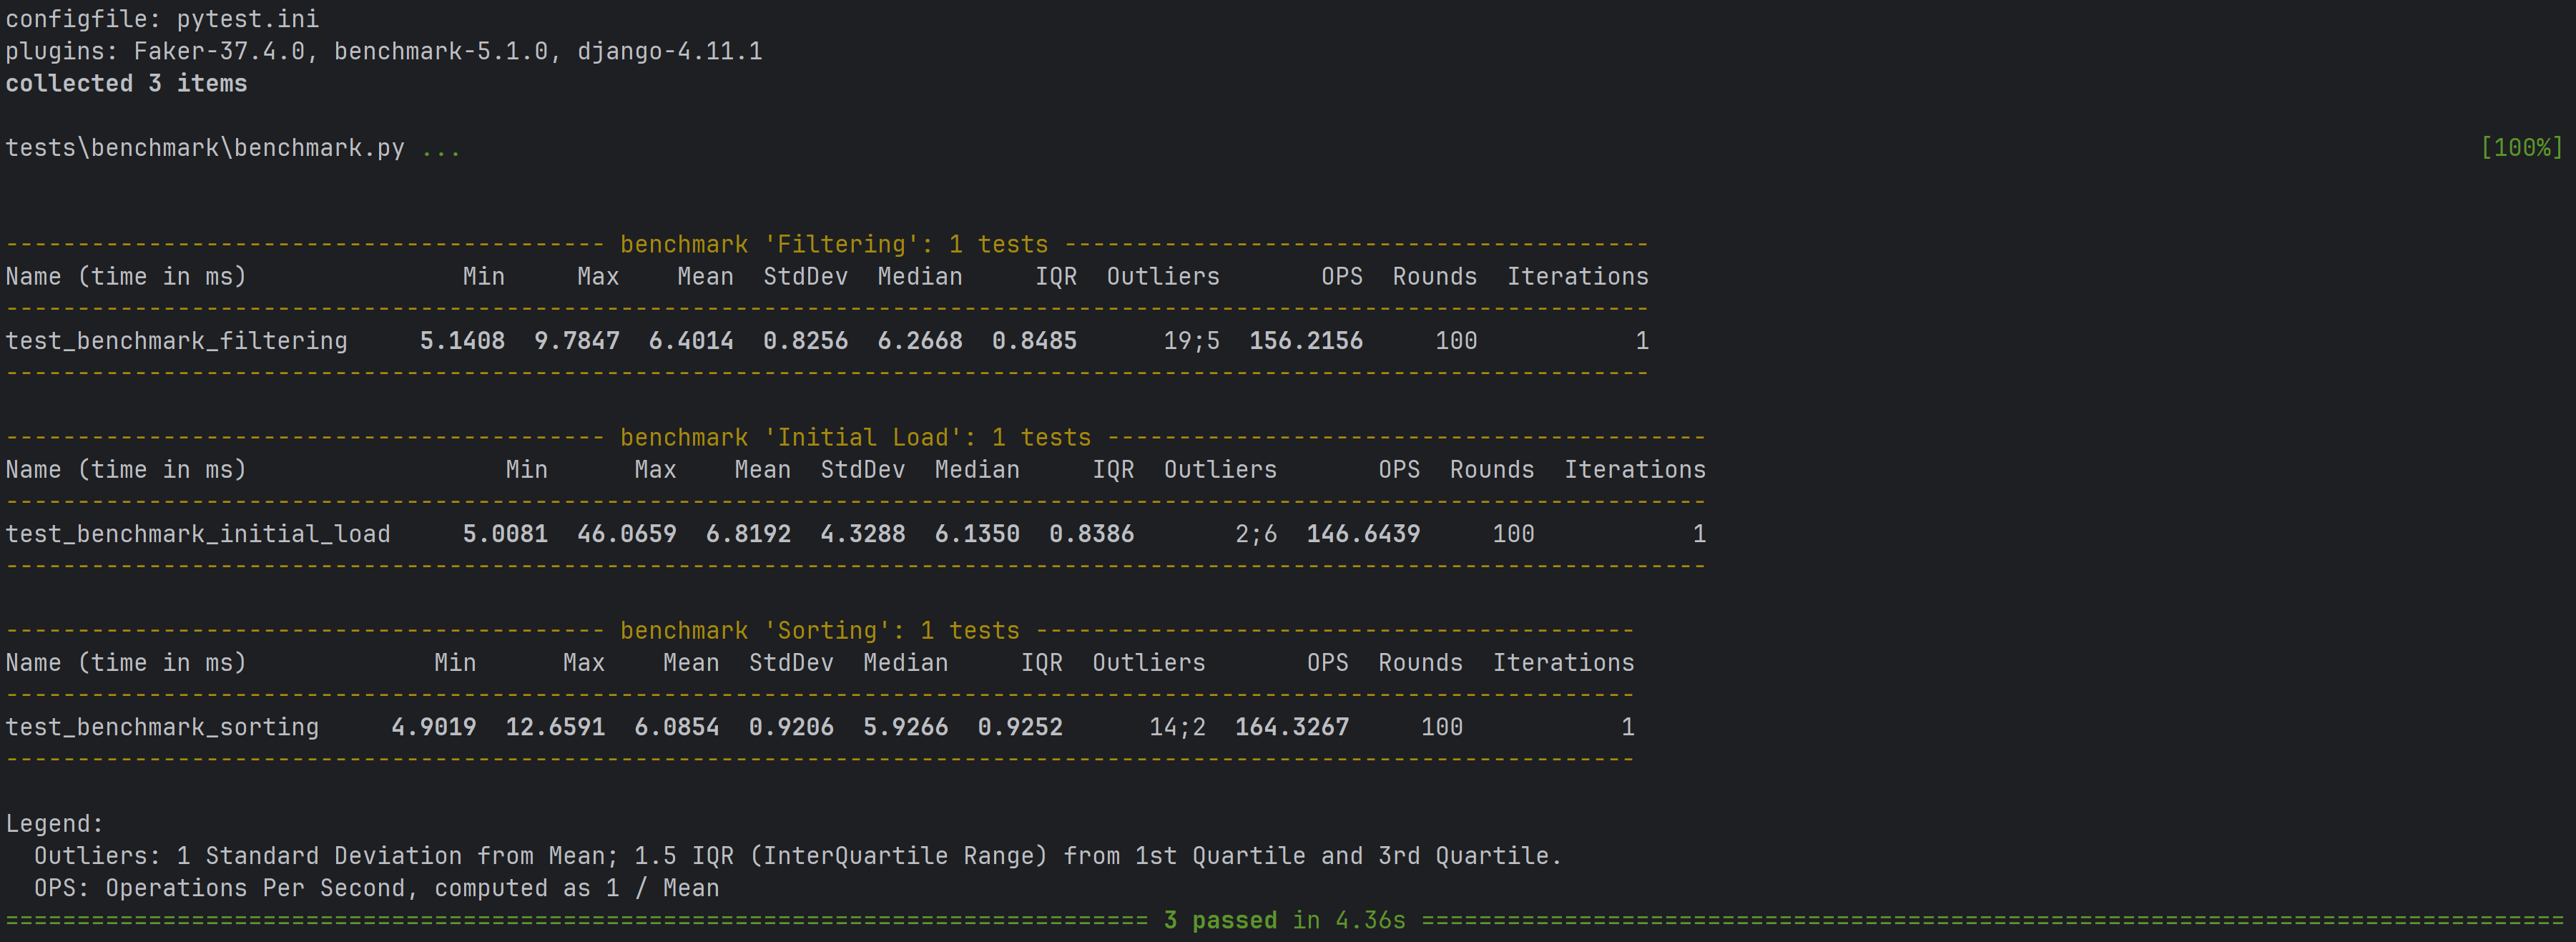 configfile: pytest.ini
plugins: Faker-37.4.0, benchmark-5.1.0, django-4.11.1
collected 3 items
tests\benchmark\benchmark.py ... [100%]
-------------------------------------------- benchmark 'Filtering': 1 tests -----------------------------------------
Name (time in ms) Min Max Mean StdDev Median IQR Outliers OPS Rounds Iterations
-------------------------------------------------------------------------------------------------------------------
test_benchmark_filtering 5.1408 9.7847 6.4014 0.8256 6.2668 0.8485 19;5 156.2156 100 1
-------------------------------------------------------------------------------------------------------------------
------------------------------------------ benchmark 'Initial Load': 1 tests ------------------------------------------
Name (time in ms) Min Max Mean StdDev Median IQR Outliers OPS Rounds Iterations
-----------------------------------------------------------------------------------------------------------------------
test_benchmark_initial_load 5.0081 46.0659 6.8192 4.3288 6.1350 0.8386 2;6 146.6439 100 1
-----------------------------------------------------------------------------------------------------------------------
------------------------------------------ benchmark 'Sorting': 1 tests ------------------------------------------
Name (time in ms) Min Max Mean StdDev Median IQR Outliers OPS Rounds Iterations
------------------------------------------------------------------------------------------------------------------
test_benchmark_sorting 4.9019 12.6591 6.0854 0.9206 5.9266 0.9252 14;2 164.3267 100 1
------------------------------------------------------------------------------------------------------------------
Legend:
Outliers: 1 Standard Deviation from Mean; 1.5 IQR (InterQuartile Range) from 1st Quartile and 3rd Quartile.
OPS: Operations Per Second, computed as 1 / Mean
================================================================================ 3 passed in 4.36s ================================================================================